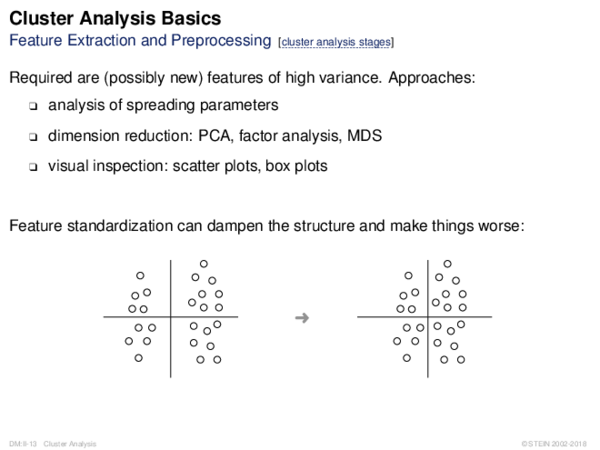 Cluster Analysis Basics
Feature Extraction and Preprocessing [cluster analysis stages]
Required are (possibly new) features of high variance. Approaches:
❑ analysis of spreading parameters
❑ dimension reduction: PCA, factor analysis, MDS
❑ visual inspection: scatter plots, box plots
Feature standardization can dampen the structure and make things worse:
DM:II-13 Cluster Analysis
© STEIN 2002-2018